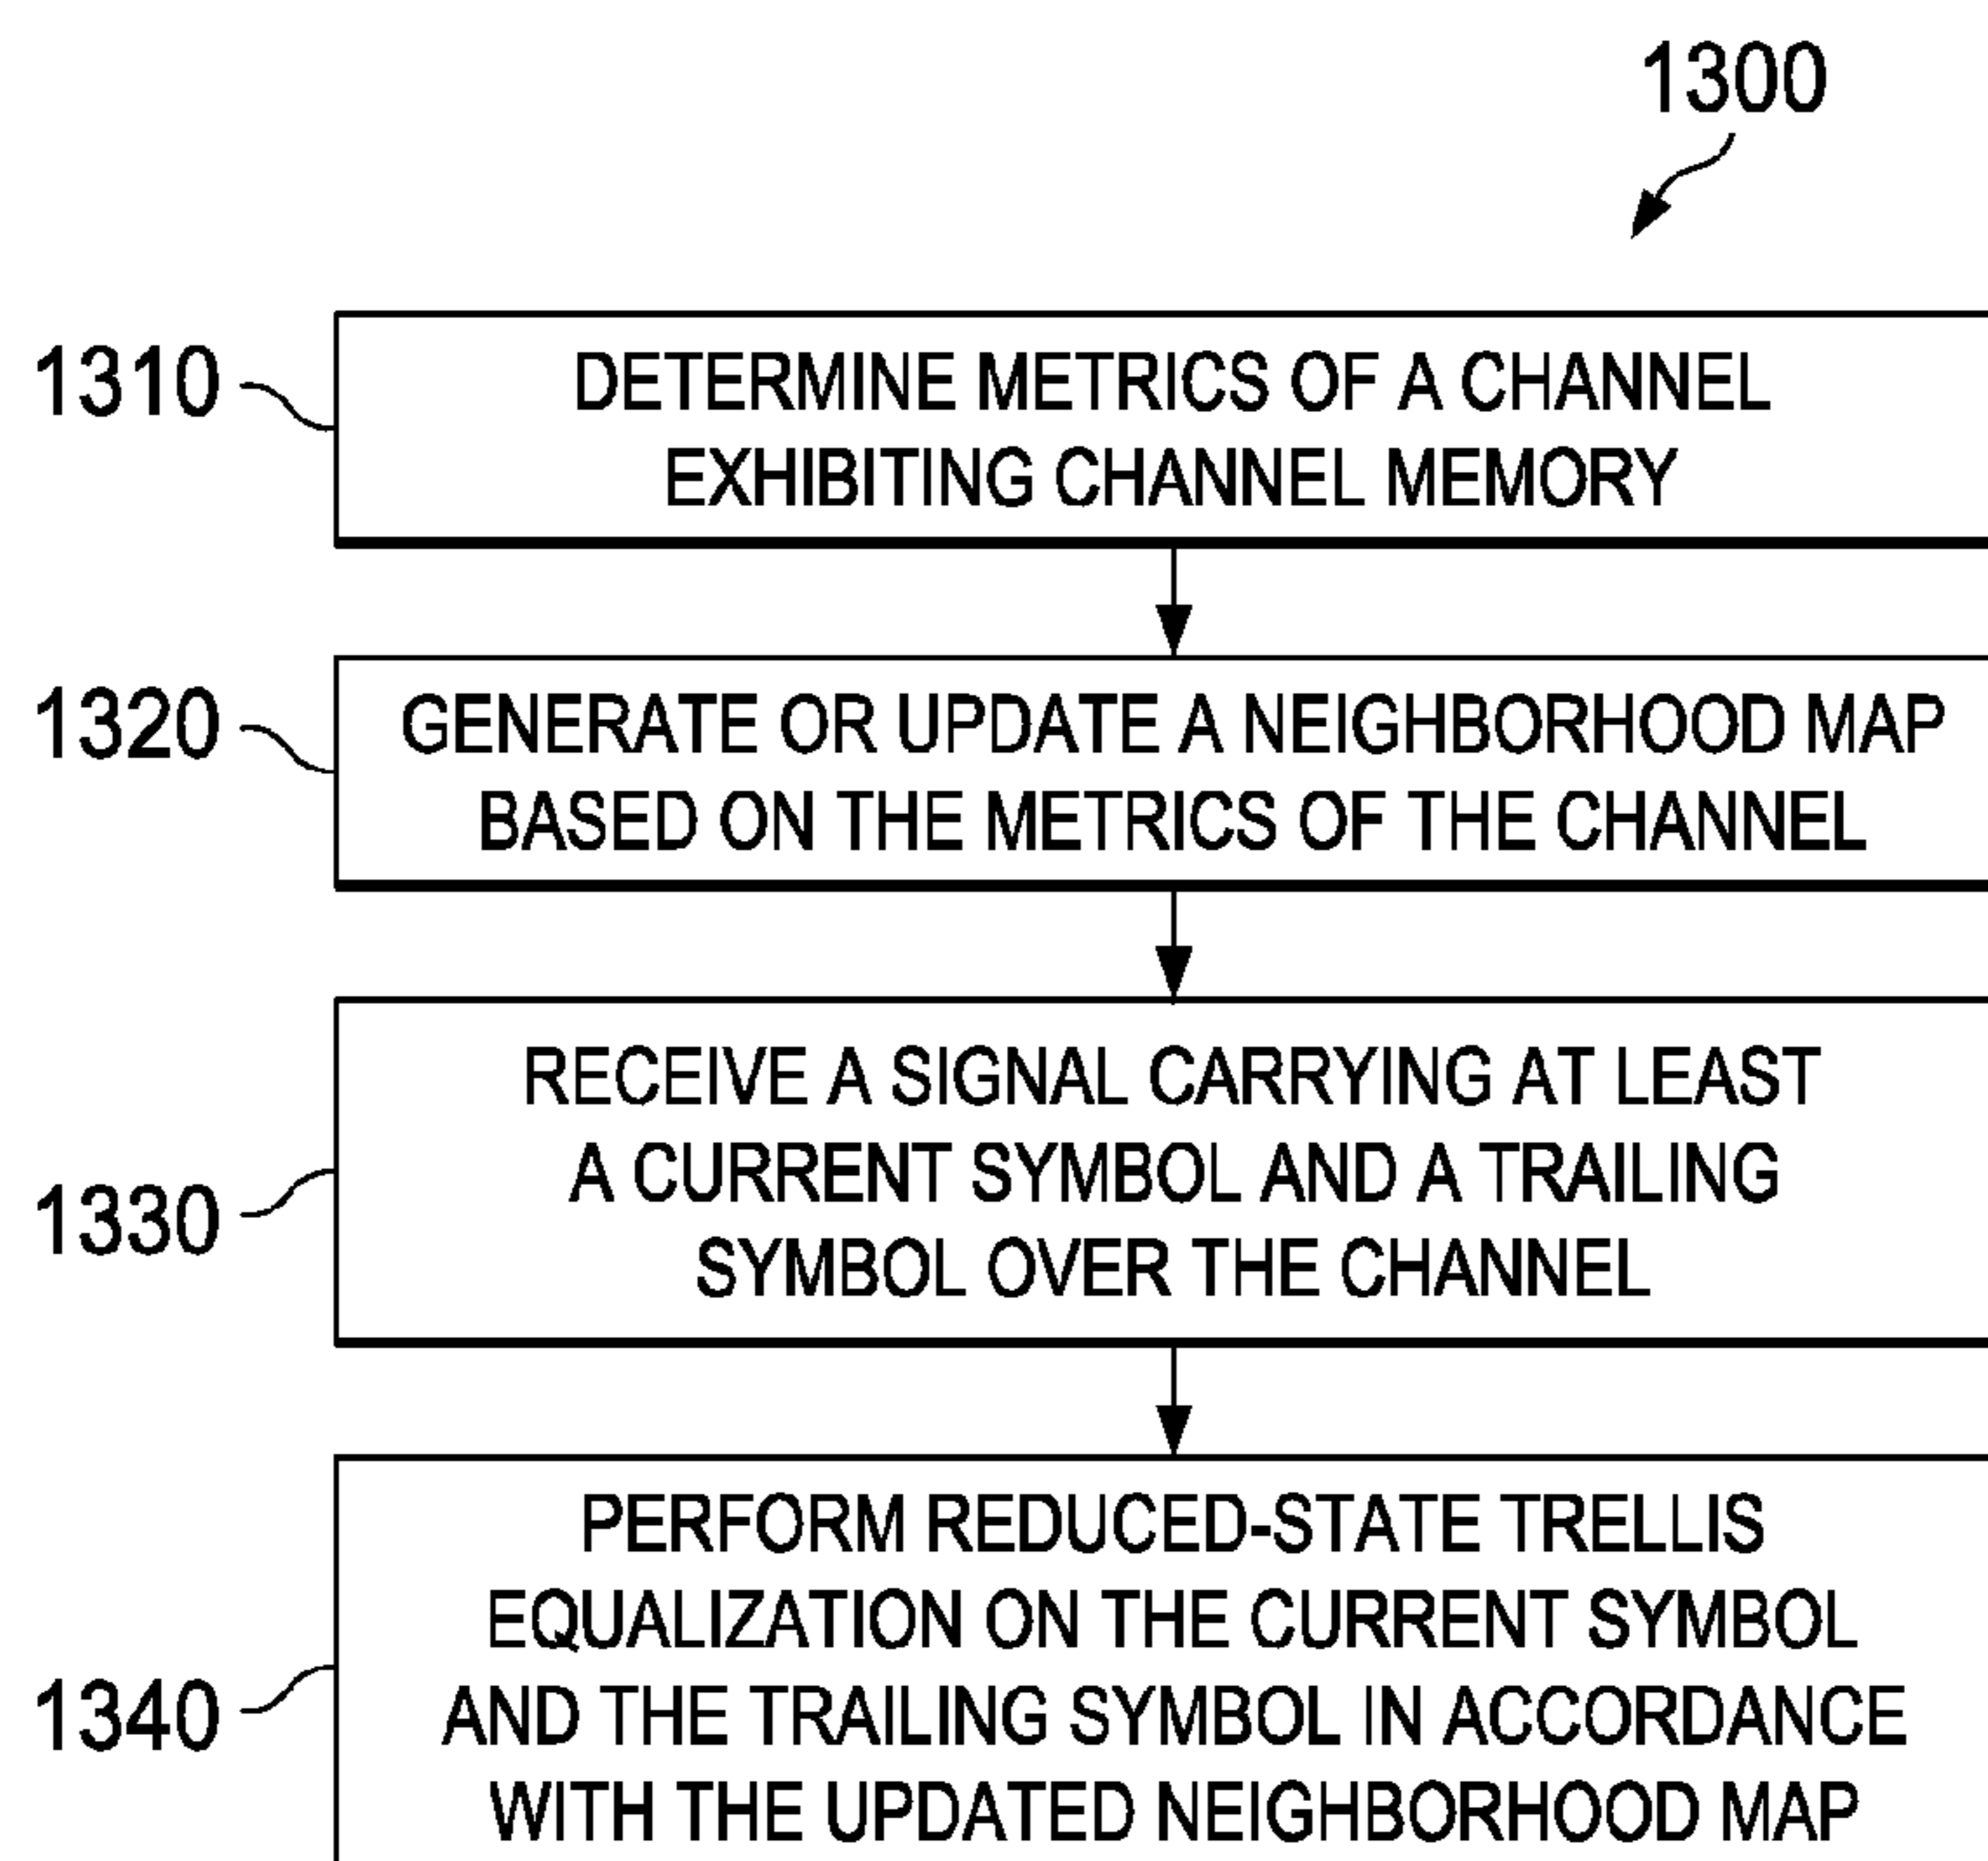 1300
1310
DETERMINE METRICS OF A CHANNEL
EXHIBITING CHANNEL MEMORY
1320
GENERATE OR UPDATE A NEIGHBORHOOD MAP
BASED ON THE METRICS OF THE CHANNEL
1330
RECEIVE A SIGNAL CARRYING AT LEAST
A CURRENT SYMBOL AND A TRAILING
SYMBOL OVER THE CHANNEL
1340
PERFORM REDUCED-STATE TRELLIS
EQUALIZATION ON THE CURRENT SYMBOL
AND THE TRAILING SYMBOL IN ACCORDANCE
WITH THE UPDATED NEIGHBORHOOD MAP